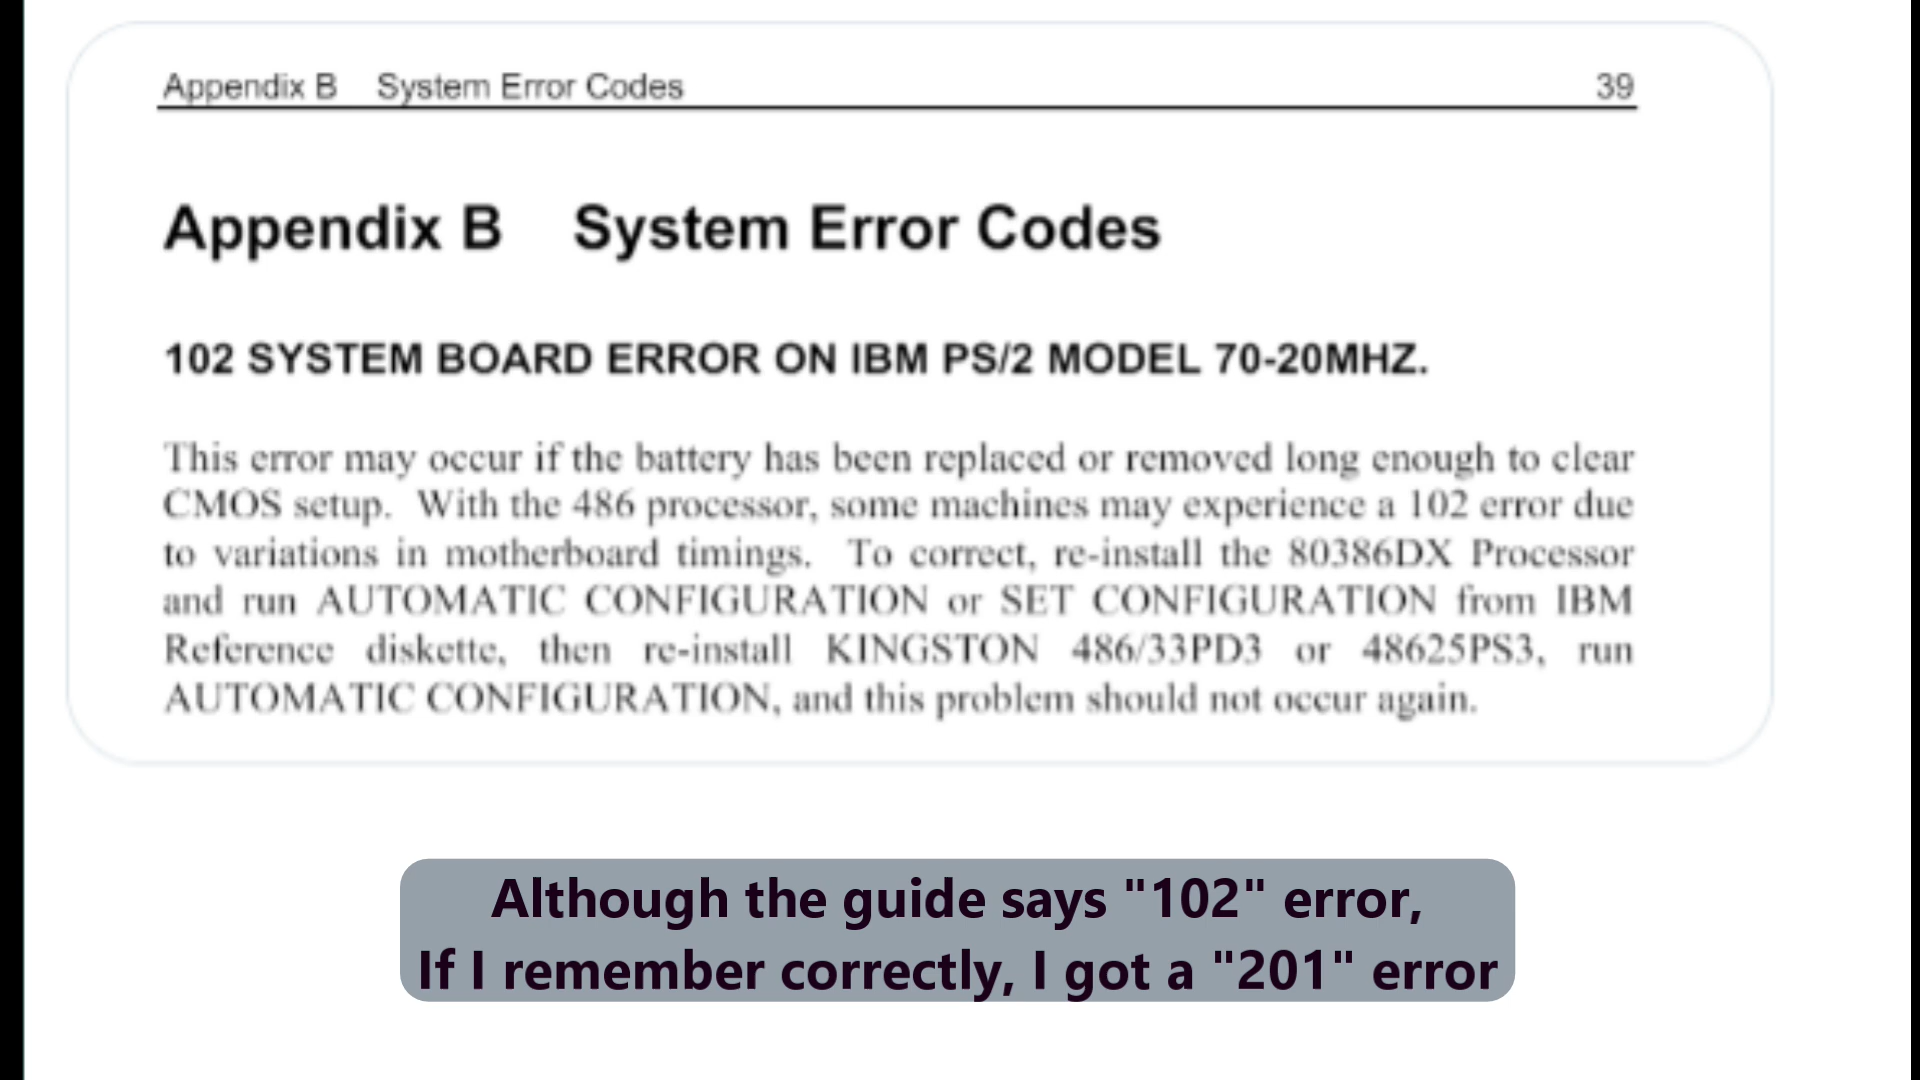 Appendix B System Error Codes 39
Appendix B System Error Codes
102 SYSTEM BOARD ERROR ON IBM PS/2 MODEL 70-20MHZ.
This error may occur if the battery has been replaced or removed long enough to clear
CMOS setup. With the 486 processor, some machines may experience a 102 error due
to variations in motherboard timings. To correct, re-install the 80386DX Processor
and run AUTOMATIC CONFIGURATION or SET CONFIGURATION from IBM
Reference diskette, then re-install KINGSTON 486/33PD3 or 48625PS3, run
AUTOMATIC CONFIGURATION, and this problem should not occur again.
Although the guide says "102" error,
If I remember correctly, I got a "201" error